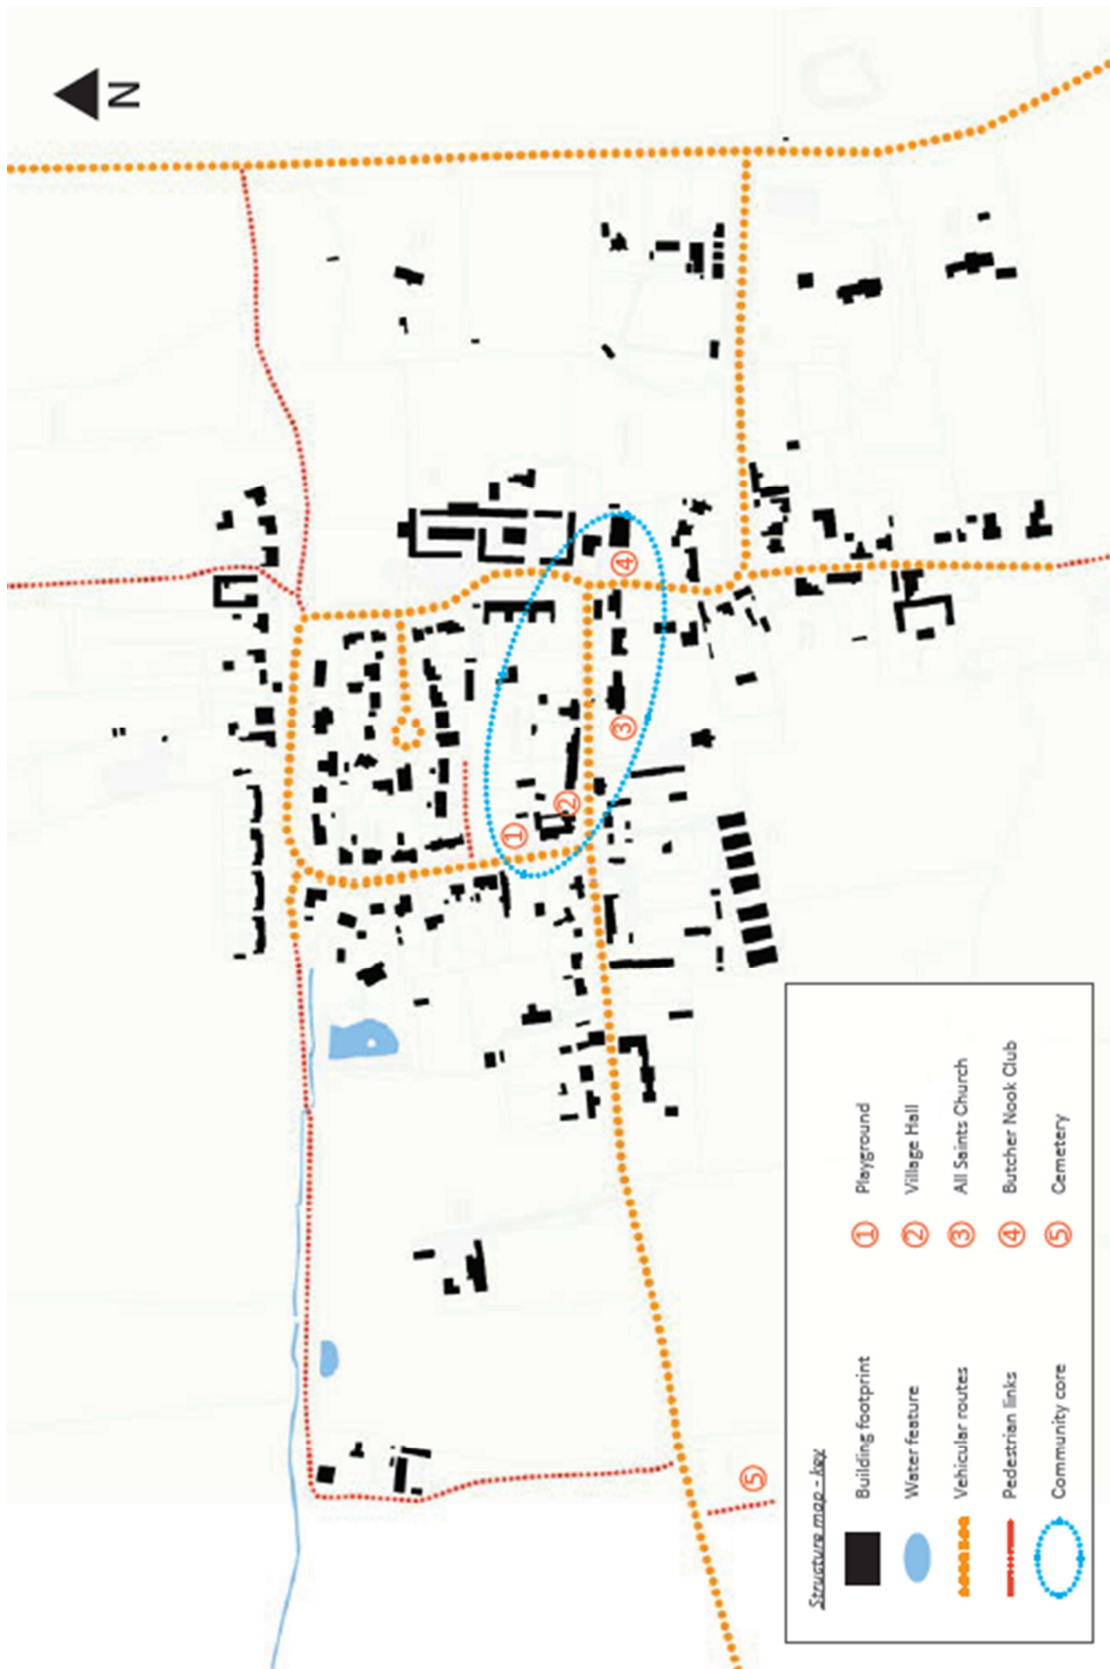 N
④
③
②
①
⑤
Structure map - key
Building footprint
Water feature
Vehicular routes
Pedestrian links
Community core
① Playground
② Village Hall
③ All Saints Church
④ Butcher Nook Club
⑤ Cemetery